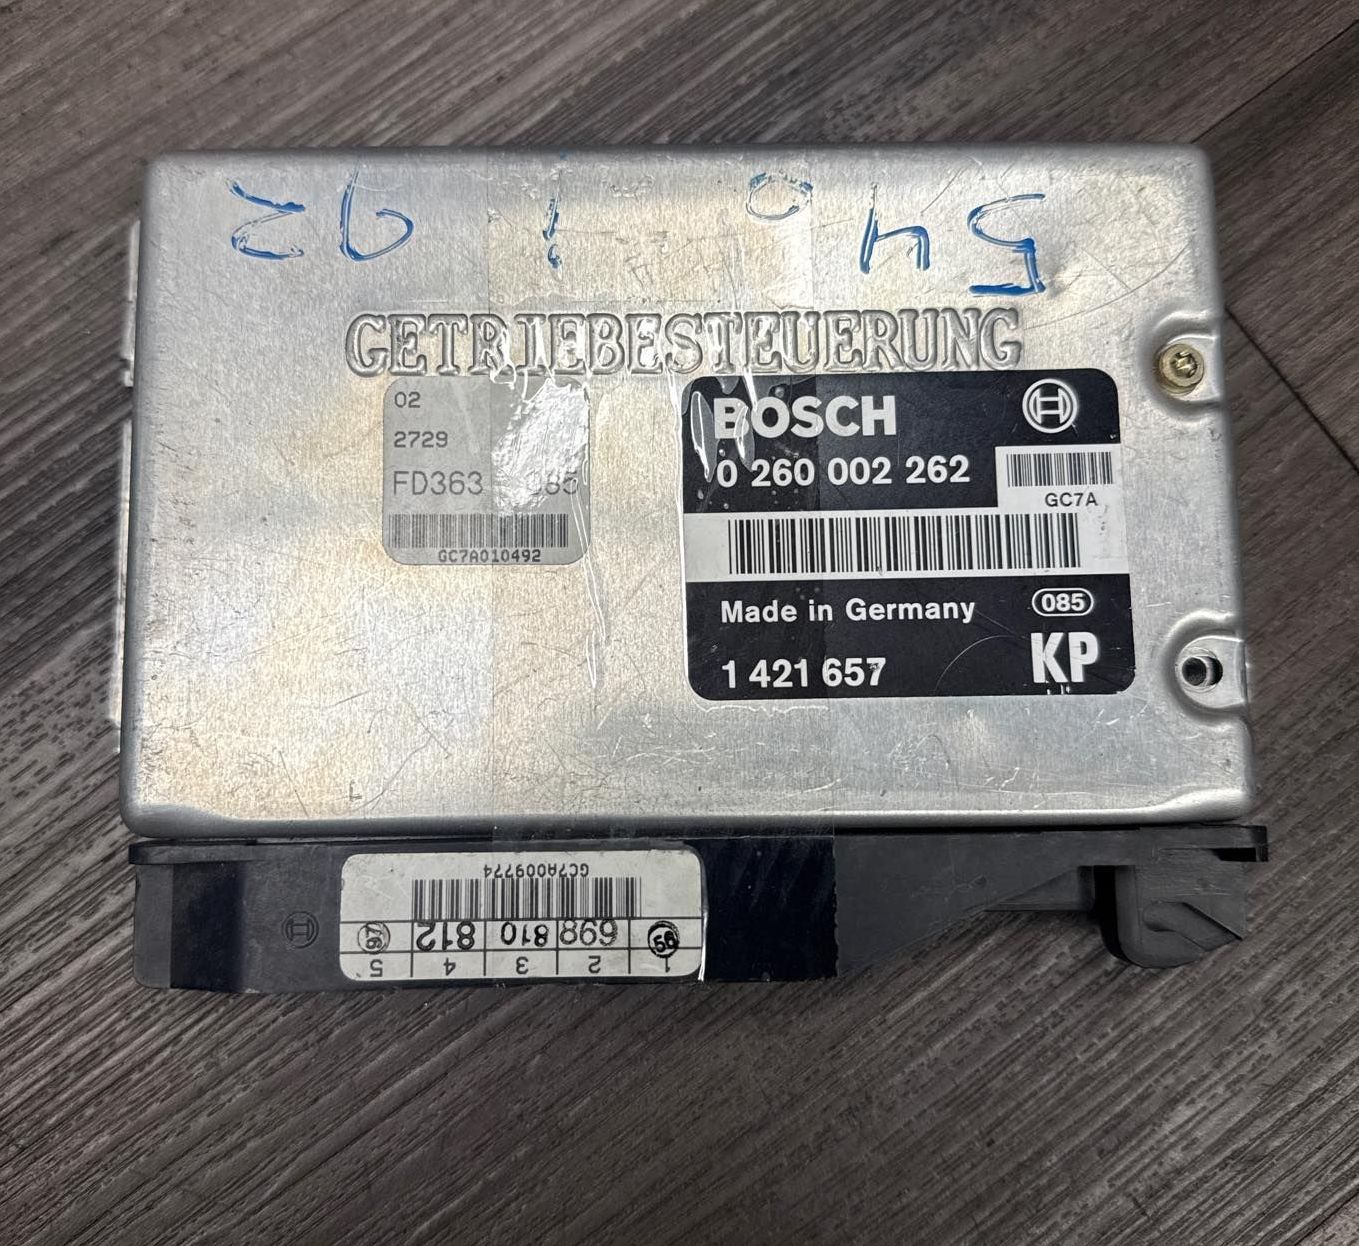 540i 92
GETRIEBESTEUERUNG
02
2729
FD363 985
GC7A010492
BOSCH
0 260 002 262
GC7A
Made in Germany
085
1 421 657
KP
1 2 3 4 5
56 698 810 812 97
GC7A009774